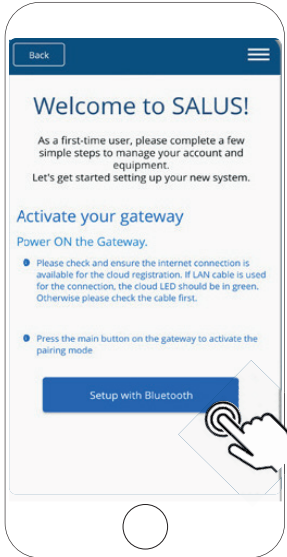 Back
Welcome to SALUS!
As a first-time user, please complete a few
simple steps to manage your account and
equipment.
Let's get started setting up your new system.
Activate your gateway
Power ON the Gateway.
Please check and ensure the internet connection is
available for the cloud registration. If LAN cable is used
for the connection, the cloud LED should be in green.
Otherwise please check the cable first.
Press the main button on the gateway to activate the
pairing mode
Setup with Bluetooth